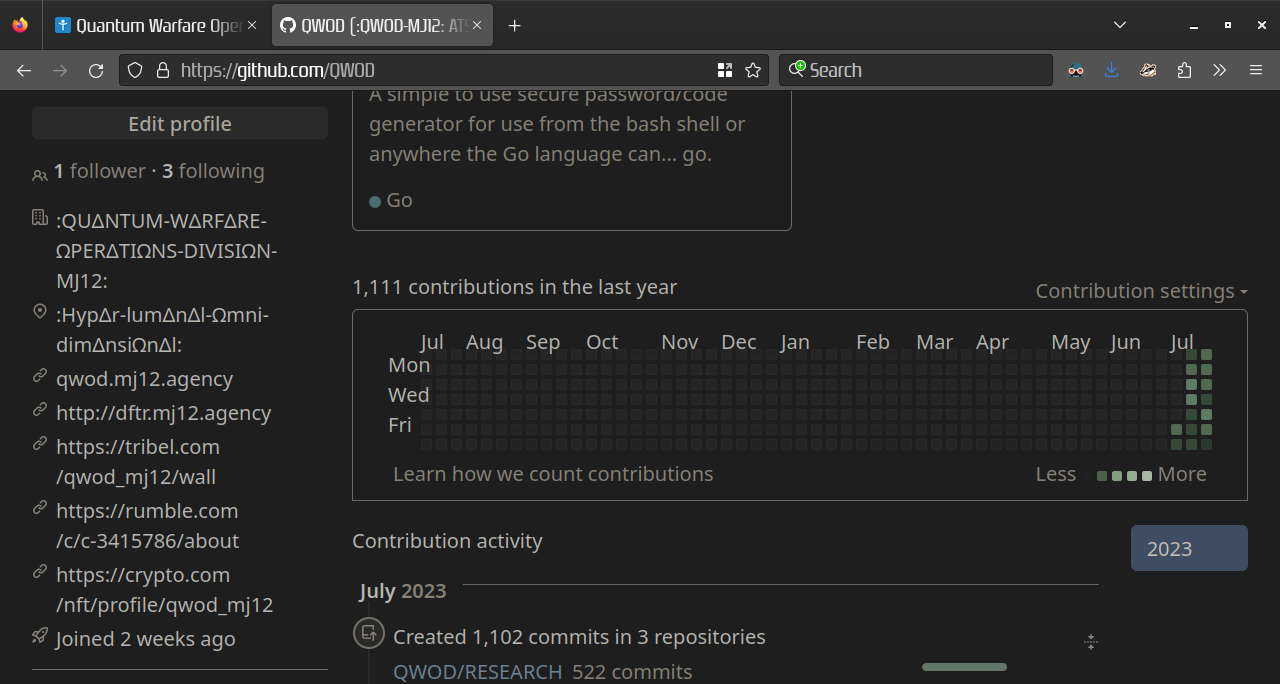 Quantum Warfare Ope
QWOD (:QWOD-MJ12: AT
https://github.com/QWOD
Search
Edit profile
1 follower · 3 following
:QUΔNTUM-WΔRFΔRE-
ΩPERΔTIΩNS-DIVISIΩN-
MJ12:
:HypΔr-lumΔnΔl-Ωmni-
dimΔnsiΩnΔl:
qwod.mj12.agency
http://dftr.mj12.agency
https://tribel.com
/qwod_mj12/wall
https://rumble.com
/c/c-3415786/about
https://crypto.com
/nft/profile/qwod_mj12
Joined 2 weeks ago
A simple to use secure password/code
generator for use from the bash shell or
anywhere the Go language can... go.
Go
1,111 contributions in the last year
Contribution settings
Jul Aug Sep Oct Nov Dec Jan Feb Mar Apr May Jun Jul
Mon
Wed
Fri
Learn how we count contributions
Less More
Contribution activity
2023
July 2023
Created 1,102 commits in 3 repositories
QWOD/RESEARCH 522 commits